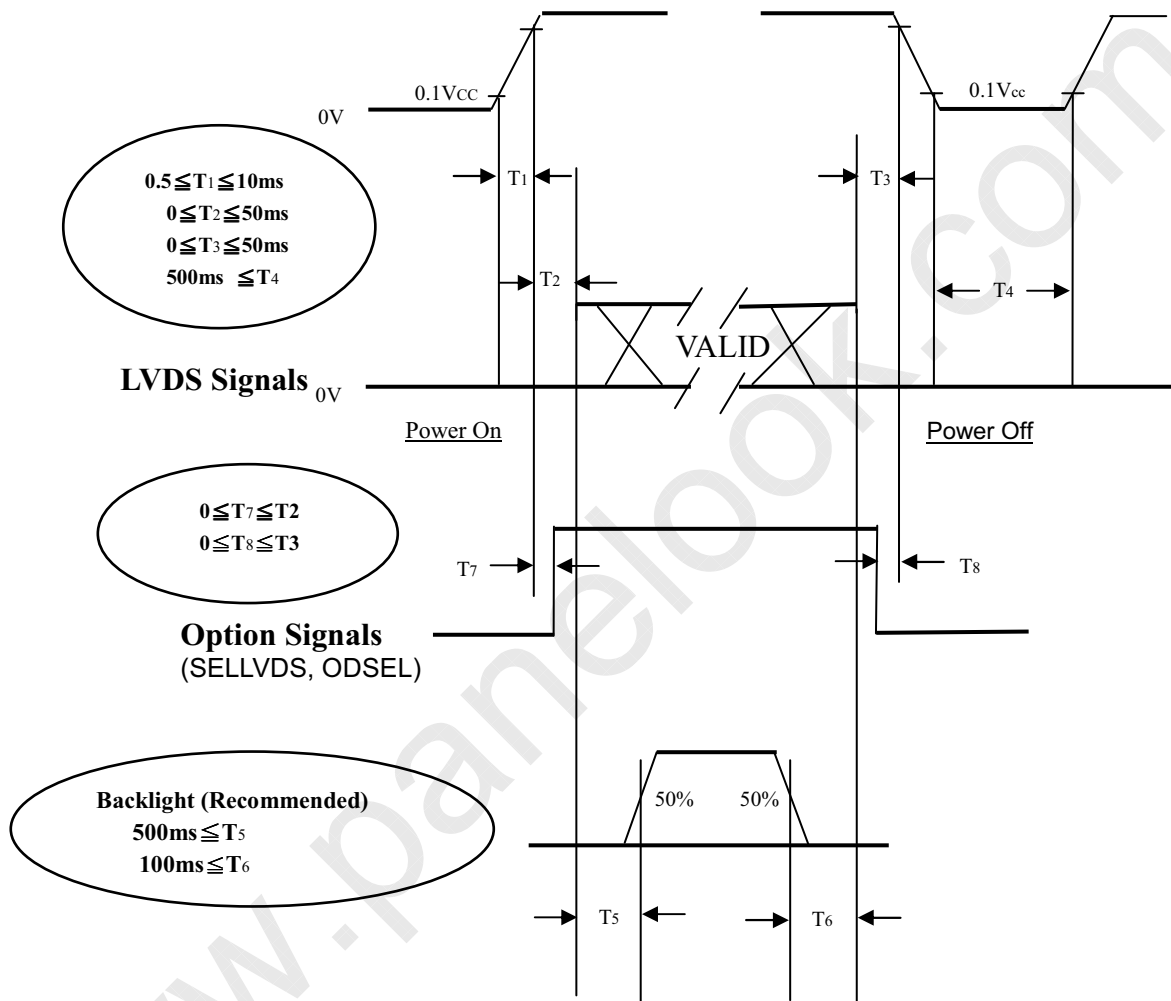 0.1VCC
0.1Vcc
0V
0.5≦T1≦10ms
0≦T2≦50ms
0≦T3≦50ms
500ms ≦T4
T1
T3
T2
T4
VALID
LVDS Signals 0V
Power On
Power Off
0≦T7≦T2
0≦T8≦T3
T7
T8
Option Signals
(SELLVDS, ODSEL)
Backlight (Recommended)
500ms≦T5
100ms≦T6
50%
50%
T5
T6
w.panelook.com